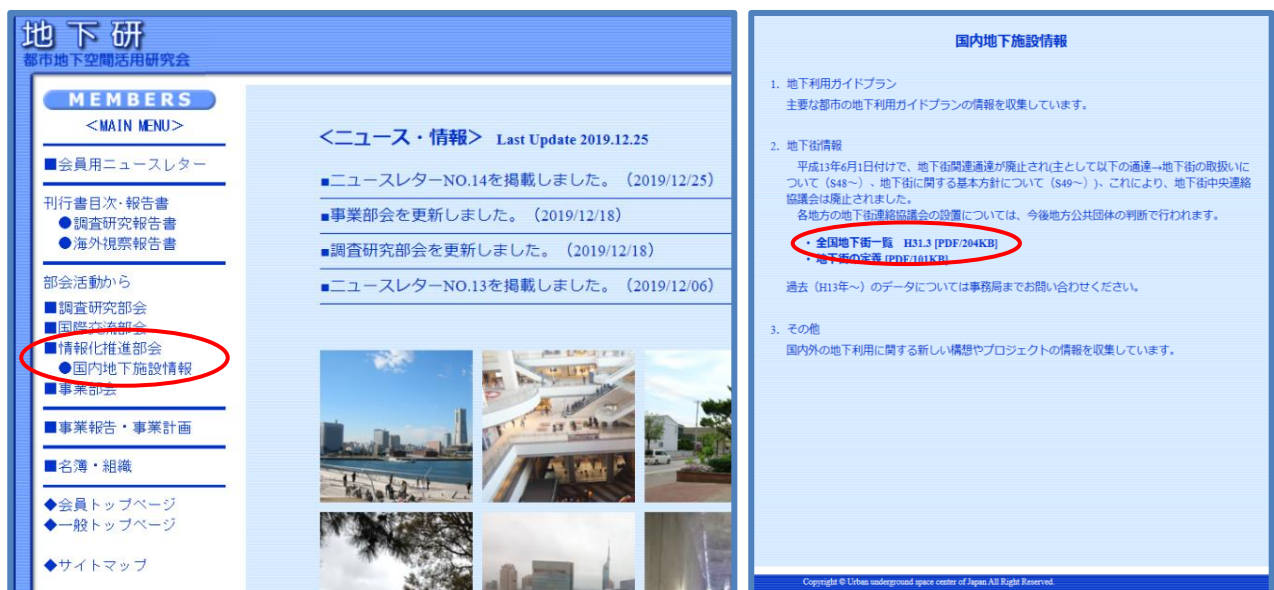 地下研
都市地下空間活用研究会
MEMBERS
<MAIN MENU>
■会員用ニュースレター
刊行書目次･報告書
●調査研究報告書
●海外視察報告書
部会活動から
■調査研究部会
■国際交流部会
■情報化推進部会
●国内地下施設情報
■事業部会
■事業報告・事業計画
■名簿・組織
◆会員トップページ
◆一般トップページ
◆サイトマップ
<ニュース・情報> Last Update 2019.12.25
■ニュースレターNO.14を掲載しました。（2019/12/25）
■事業部会を更新しました。（2019/12/18）
■調査研究部会を更新しました。（2019/12/18）
■ニュースレターNO.13を掲載しました。（2019/12/06）
国内地下施設情報
1. 地下利用ガイドプラン
主要な都市の地下利用ガイドプランの情報を収集しています。
2. 地下街情報
平成13年6月1日付けで、地下街関連通達が廃止され(主として以下の通達→地下街の取扱いに
ついて（S48～）、地下街に関する基本方針について（S49～）)、これにより、地下街中央連絡
協議会は廃止されました。
各地方の地下街連絡協議会の設置については、今後地方公共団体の判断で行われます。
・全国地下街一覧 H31.3 [PDF/204KB]
・地下街の定義 [PDF/101KB]
過去（H13年～）のデータについては事務局までお問い合わせください。
3. その他
国内外の地下利用に関する新しい構想やプロジェクトの情報を収集しています。
Copyright © Urban underground space center of Japan All Right Reserved.